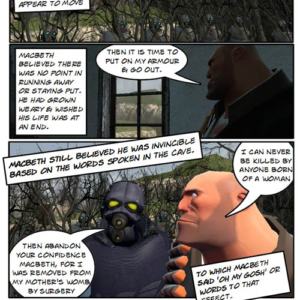 APPEAR TO MOVE
MACBETH
BELIEVED THERE
WAS NO POINT IN
RUNNING AWAY
OR STAYING PUT.
HE HAD GROWN
WEARY & WISHED
HIS LIFE WAS AT
AN END.
THEN IT IS TIME TO
PUT ON MY ARMOUR
& GO OUT.
MACBETH STILL BELIEVED HE WAS INVINCIBLE
BASED ON THE WORDS SPOKEN IN THE CAVE.
I CAN NEVER
BE KILLED BY
ANYONE BORN
OF A WOMAN
THEN ABANDON
YOUR CONFIDENCE
MACBETH, FOR I
WAS REMOVED FROM
MY MOTHER'S WOMB
BY SURGERY
TO WHICH MACBETH
SAID 'OH MY GOSH' OR
WORDS TO THAT
EFFECT.